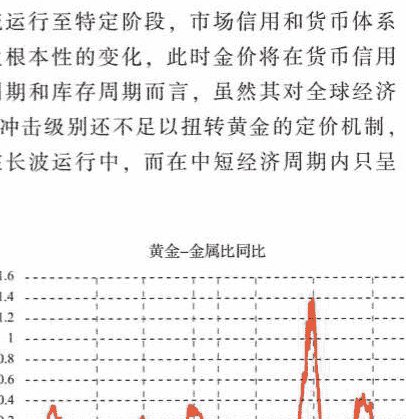 运行至特定阶段，市场信用和货币体系
根本性的变化，此时金价将在货币信用
期和库存周期而言，虽然其对全球经济
冲击级别还不足以扭转黄金的定价机制，
长波运行中，而在中短经济周期内只呈
黄金-金属比同比
1.6
1.4
1.2
1
0.8
0.6
0.4